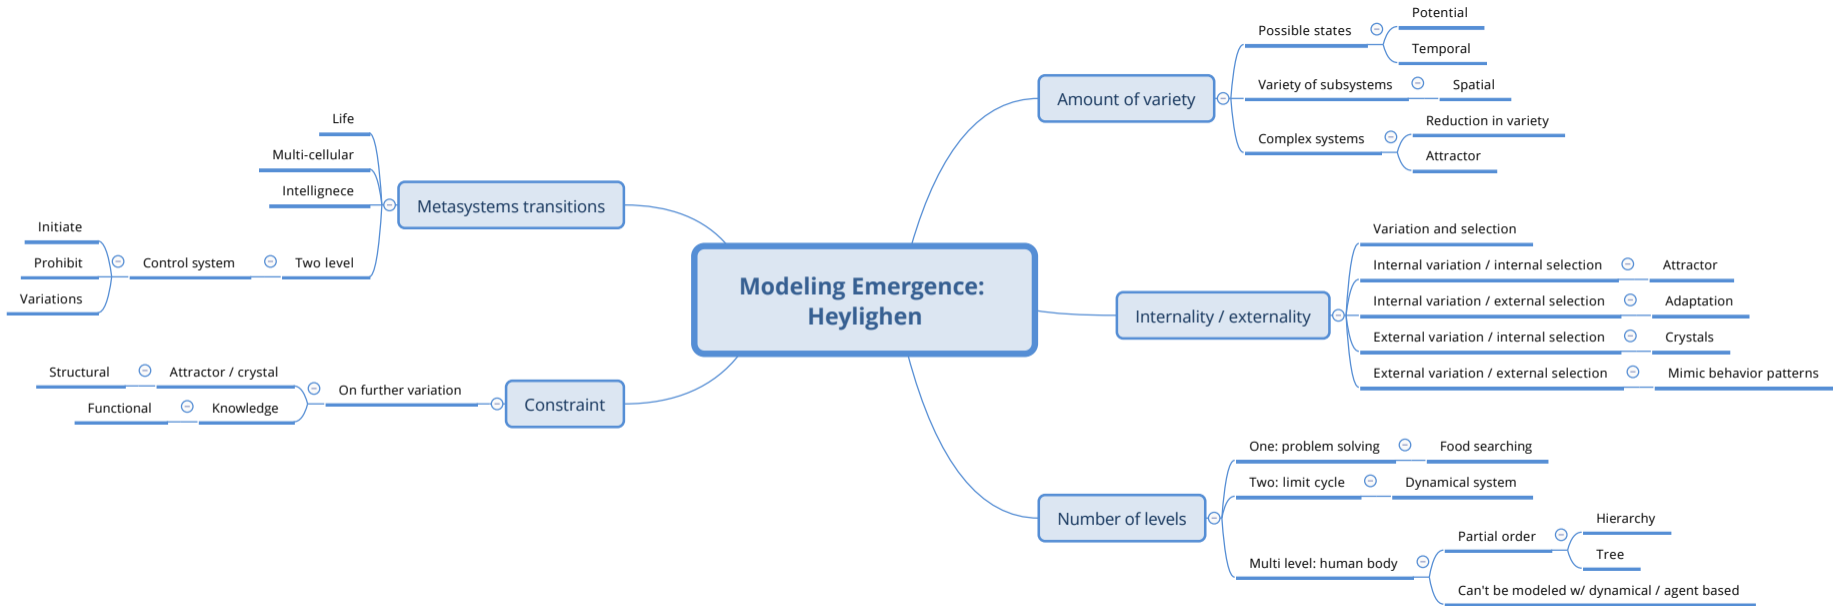 Modeling Emergence:
Heylighen
Amount of variety
Possible states
Potential
Temporal
Variety of subsystems
Spatial
Complex systems
Reduction in variety
Attractor
Internality / externality
Variation and selection
Internal variation / internal selection
Attractor
Internal variation / external selection
Adaptation
External variation / internal selection
Crystals
External variation / external selection
Mimic behavior patterns
Number of levels
One: problem solving
Food searching
Two: limit cycle
Dynamical system
Multi level: human body
Partial order
Hierarchy
Tree
Can't be modeled w/ dynamical / agent based
Metasystems transitions
Life
Multi-cellular
Intellignece
Two level
Control system
Initiate
Prohibit
Variations
Constraint
On further variation
Attractor / crystal
Structural
Knowledge
Functional